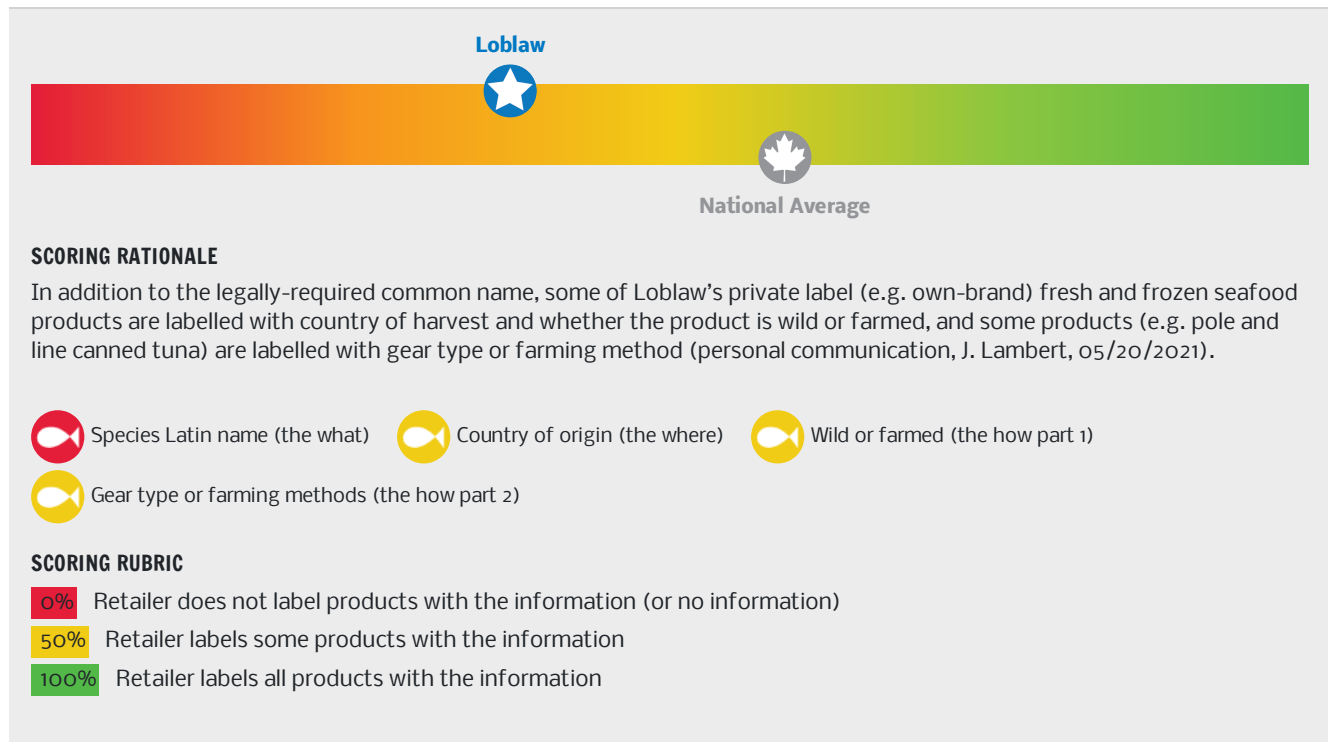 Loblaw
National Average
SCORING RATIONALE
In addition to the legally-required common name, some of Loblaw's private label (e.g. own-brand) fresh and frozen seafood
products are labelled with country of harvest and whether the product is wild or farmed, and some products (e.g. pole and
line canned tuna) are labelled with gear type or farming method (personal communication, J. Lambert, 05/20/2021).
Species Latin name (the what) Country of origin (the where) Wild or farmed (the how part 1)
Gear type or farming methods (the how part 2)
SCORING RUBRIC
0% Retailer does not label products with the information (or no information)
50% Retailer labels some products with the information
100% Retailer labels all products with the information